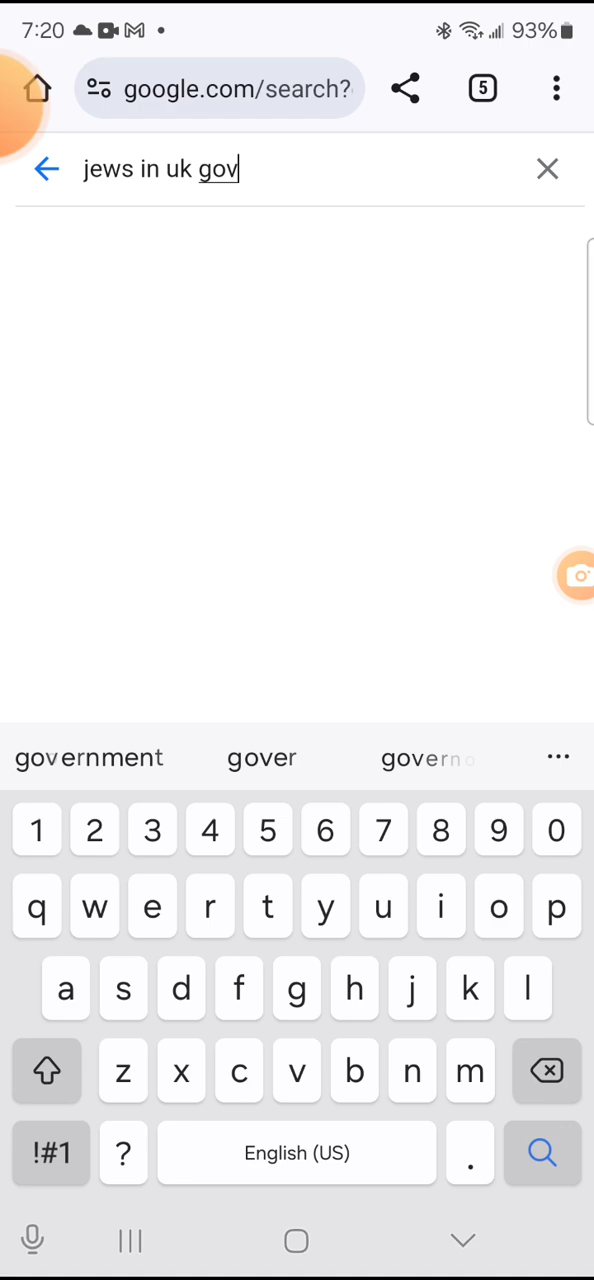 7:20 93%
google.com/search?
5
jews in uk gov
government gover governo
1 2 3 4 5 6 7 8 9 0
q w e r t y u i o p
a s d f g h j k l
z x c v b n m
!#1 ? English (US) .